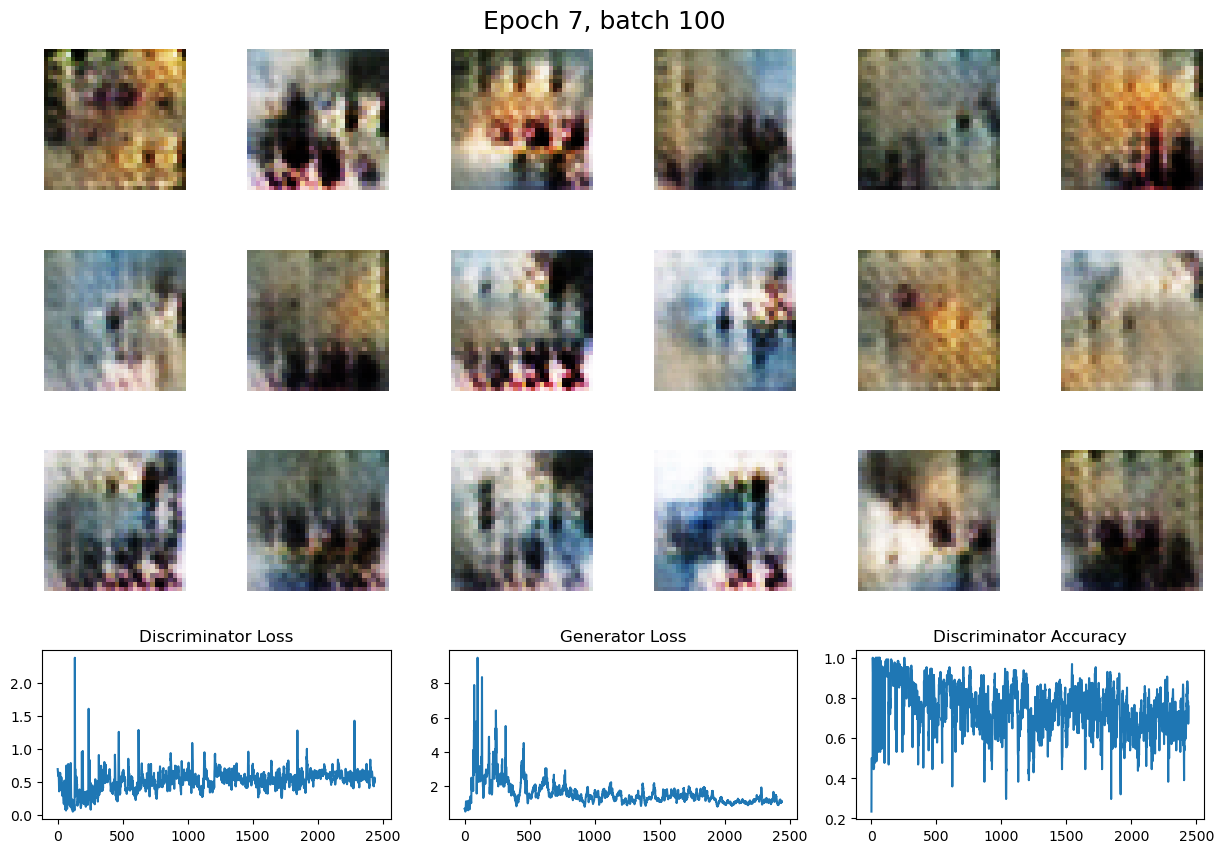 Epoch 7, batch 100
Discriminator Loss
2.0
1.5
1.0
0.5
0.0
0 500 1000 1500 2000 2500
Generator Loss
8
6
4
2
0 500 1000 1500 2000 2500
Discriminator Accuracy
1.0
0.8
0.6
0.4
0.2
0 500 1000 1500 2000 2500